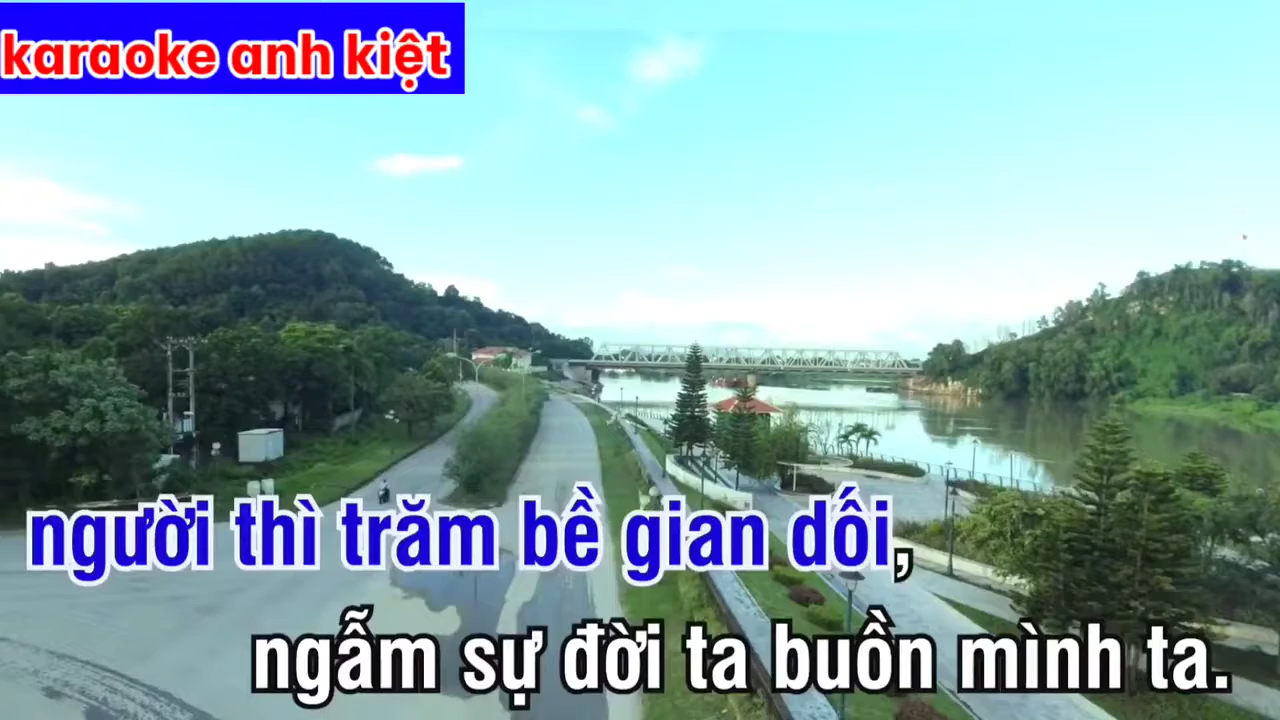 karaoke anh kiệt
người thì trăm bề gian dối,
ngẫm sự đời ta buồn mình ta.